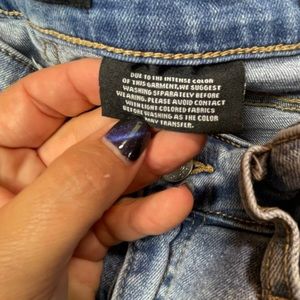 DUE TO THE INTENSE COLOR
OF THIS GARMENT,WE SUGGEST
WASHING SEPARATELY BEFORE
WEARING. PLEASE AVOID CONTACT
WITH LIGHT COLORED FABRICS
BEFORE WASHING AS THE COLOR
MAY TRANSFER.